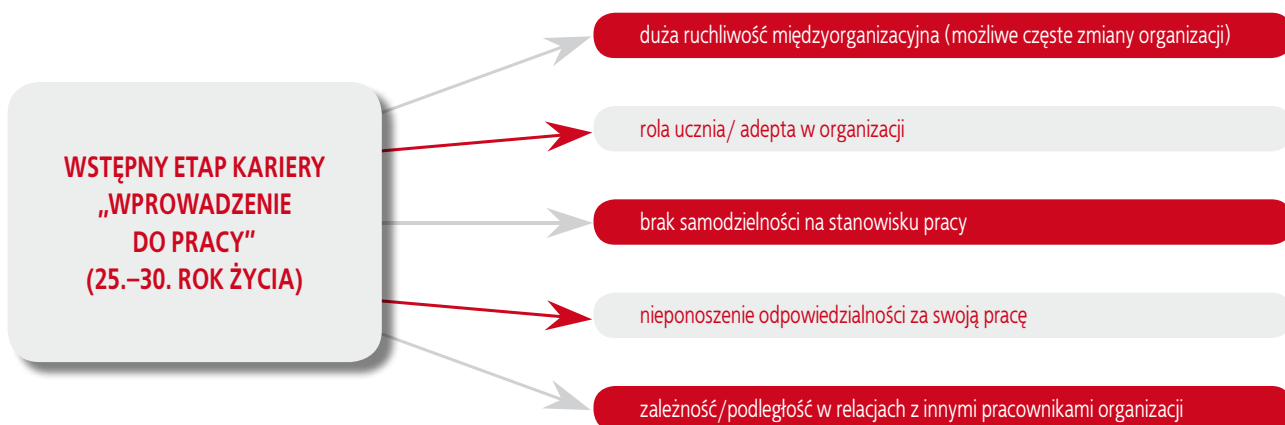 WSTĘPNY ETAP KARIERY
„WPROWADZENIE
DO PRACY”
(25.–30. ROK ŻYCIA)
duża ruchliwość międzyorganizacyjna (możliwe częste zmiany organizacji)
rola ucznia/ adepta w organizacji
brak samodzielności na stanowisku pracy
nieponoszenie odpowiedzialności za swoją pracę
zależność/podległość w relacjach z innymi pracownikami organizacji